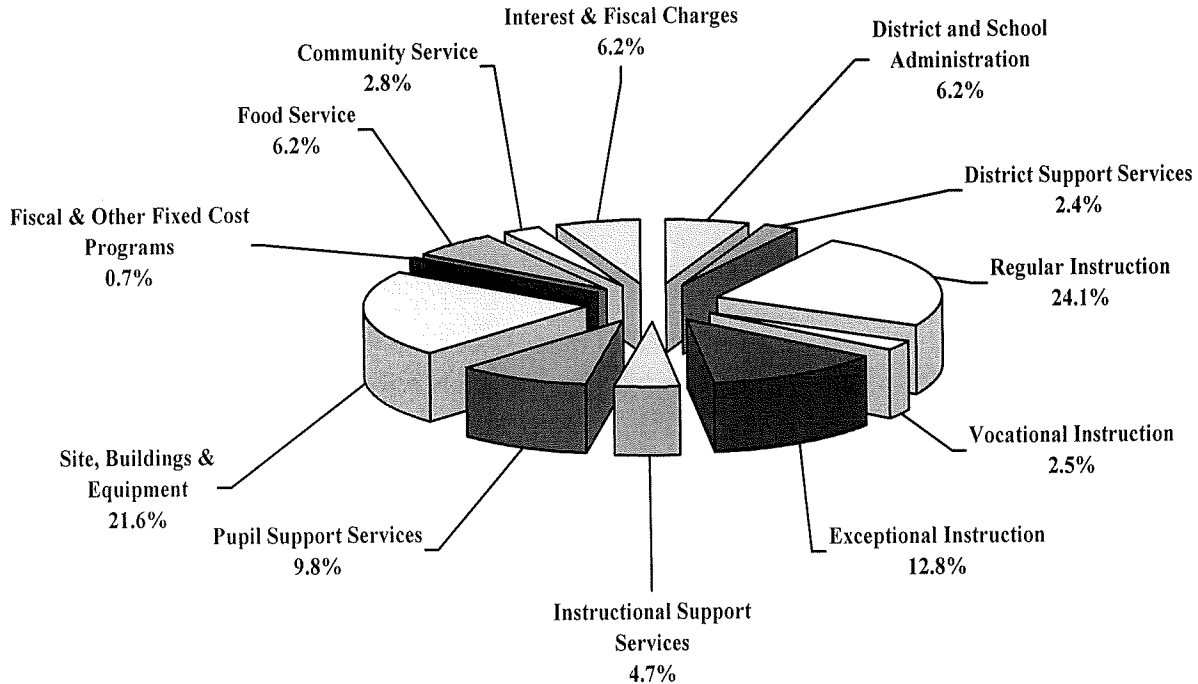 Interest & Fiscal Charges
6.2%
District and School
Administration
6.2%
Community Service
2.8%
Food Service
6.2%
District Support Services
2.4%
Fiscal & Other Fixed Cost
Programs
0.7%
Regular Instruction
24.1%
Vocational Instruction
2.5%
Site, Buildings &
Equipment
21.6%
Pupil Support Services
9.8%
Exceptional Instruction
12.8%
Instructional Support
Services
4.7%